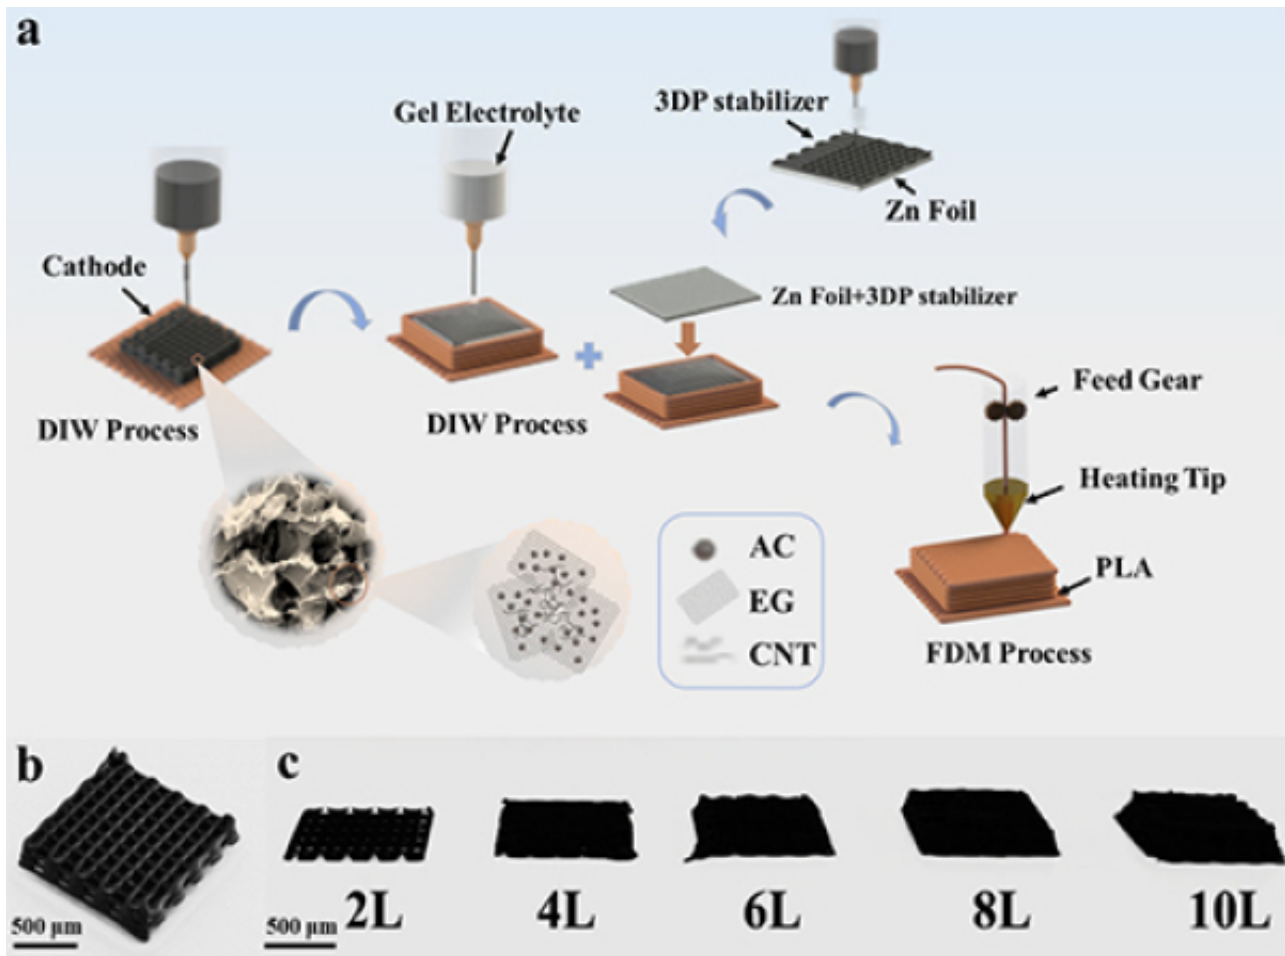 a
Gel Electrolyte
3DP stabilizer
Zn Foil
Cathode
Zn Foil+3DP stabilizer
DIW Process
DIW Process
Feed Gear
Heating Tip
PLA
FDM Process
AC
EG
CNT
b
500 μm
c
500 μm
2L
4L
6L
8L
10L